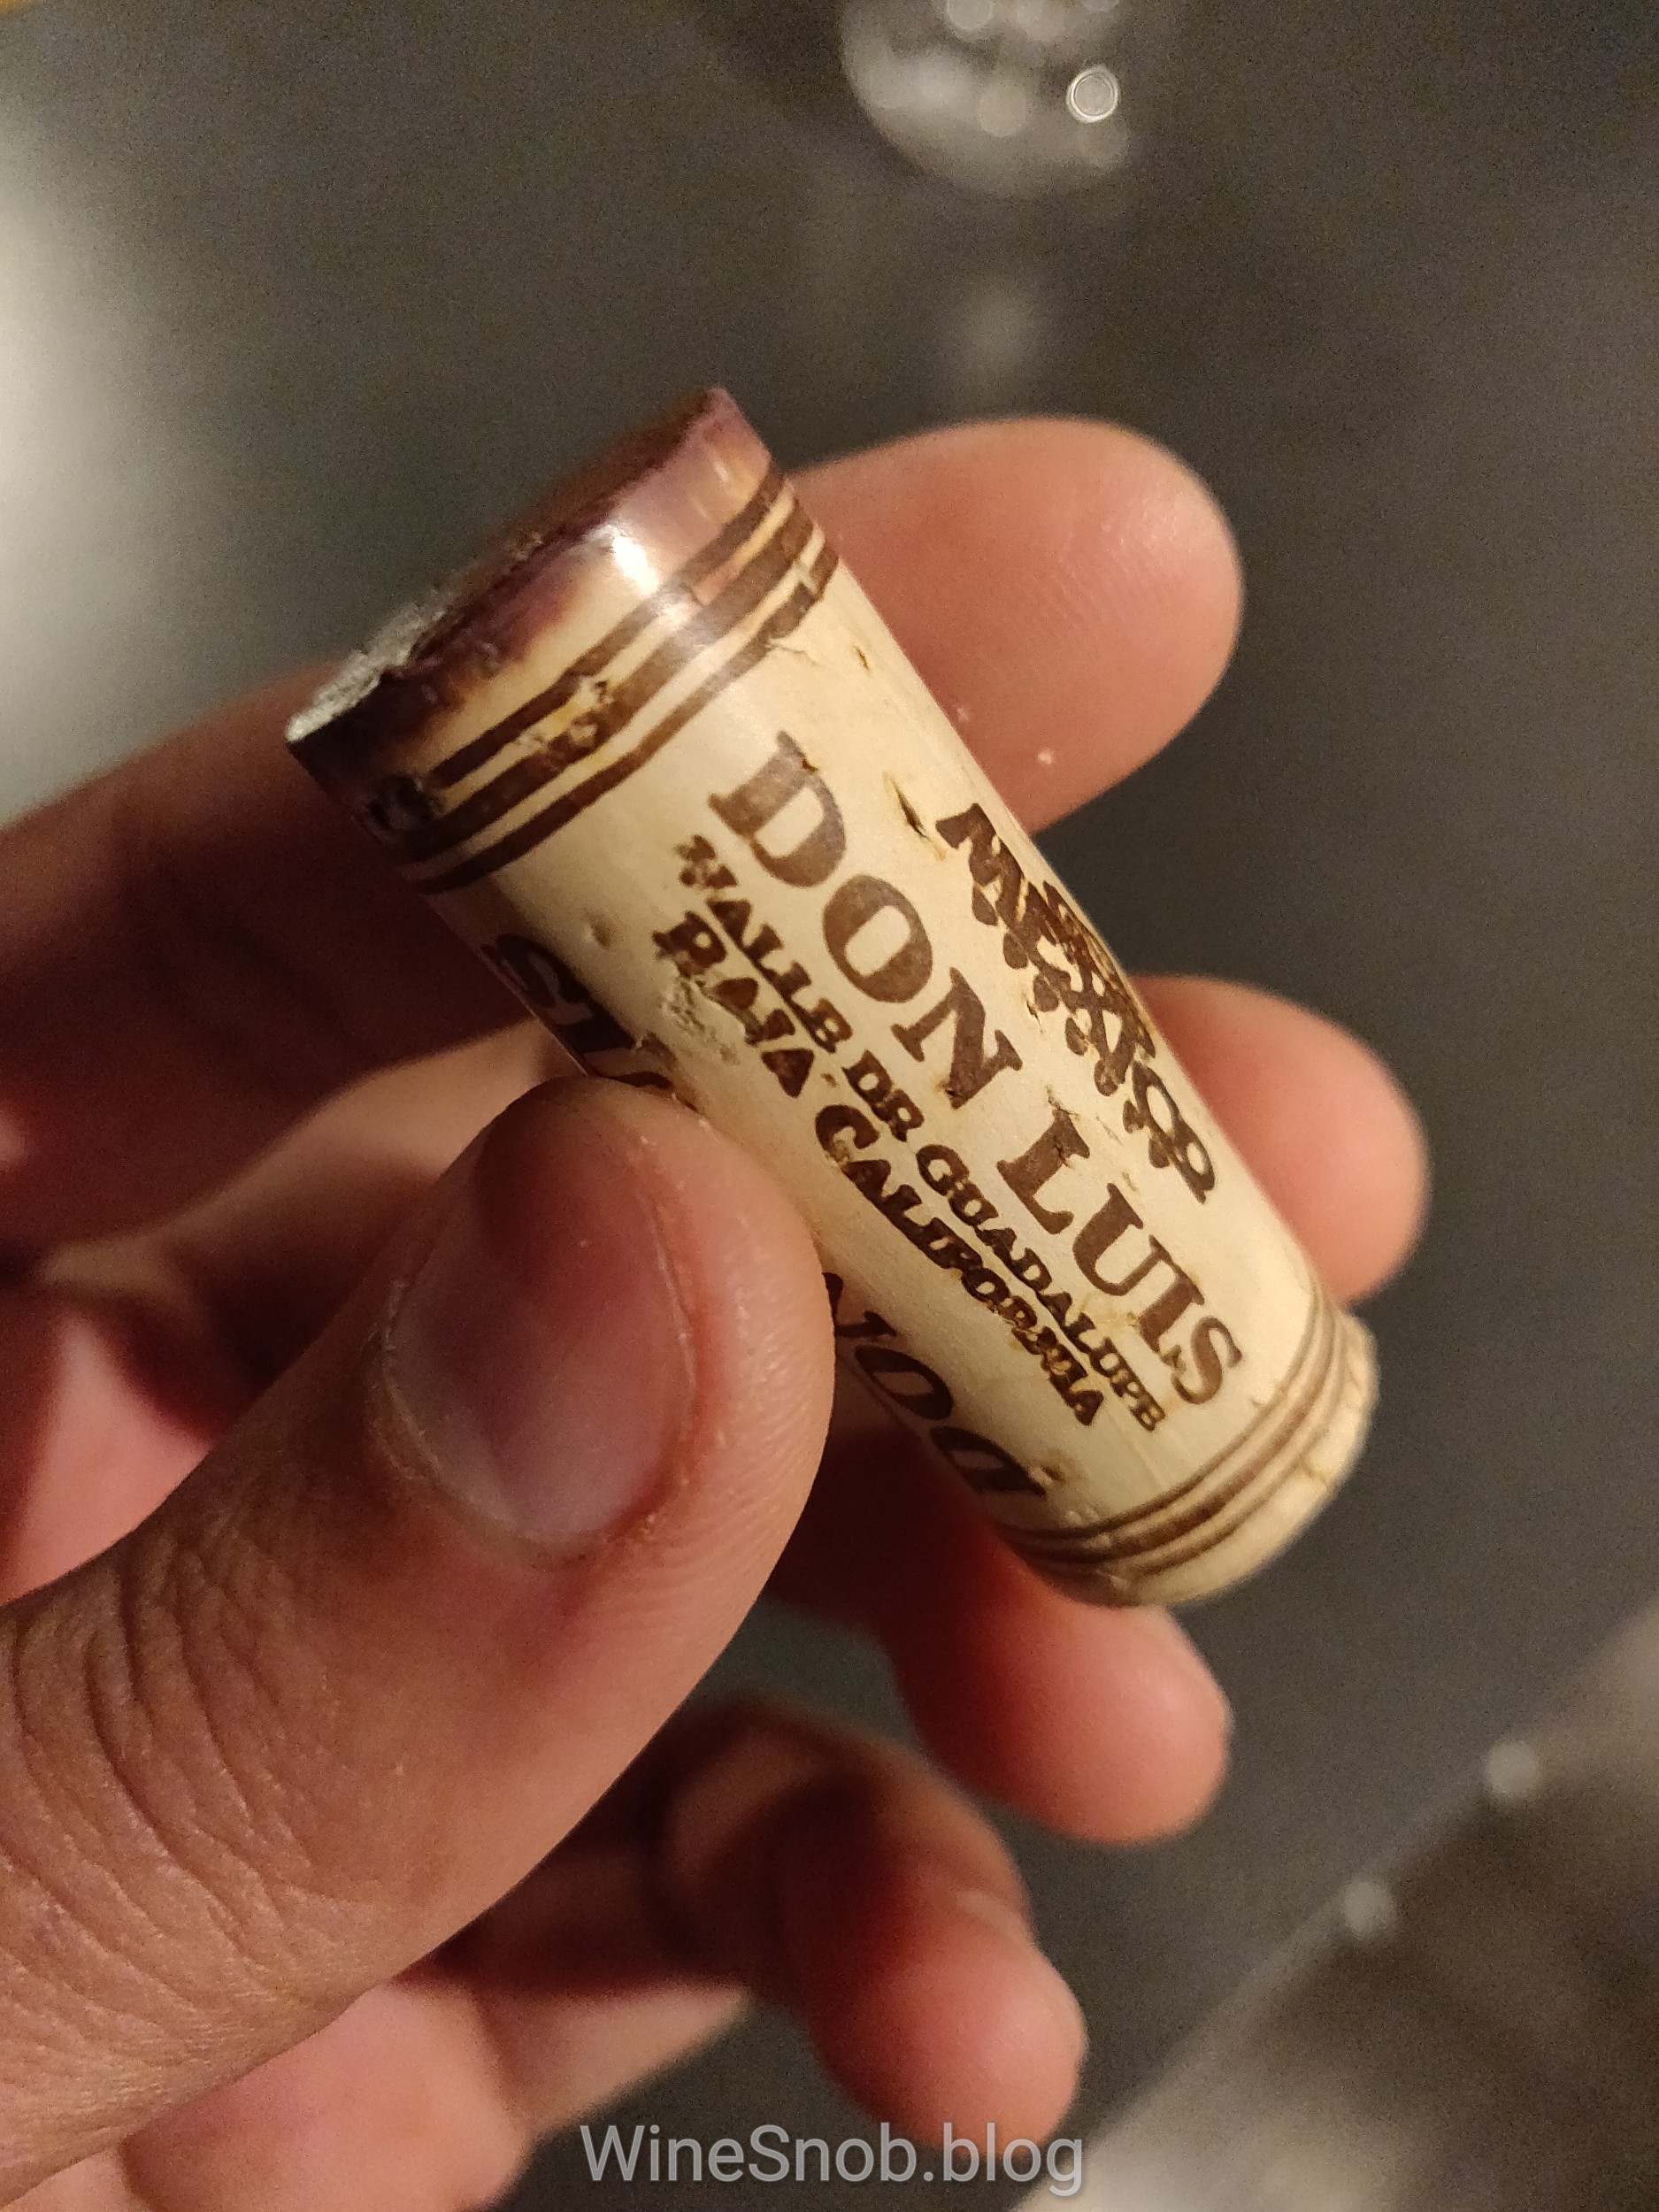 DON LUIS
VALLE DE GUADALUPE
BAJA CALIFORNIA
WineSnob.blog